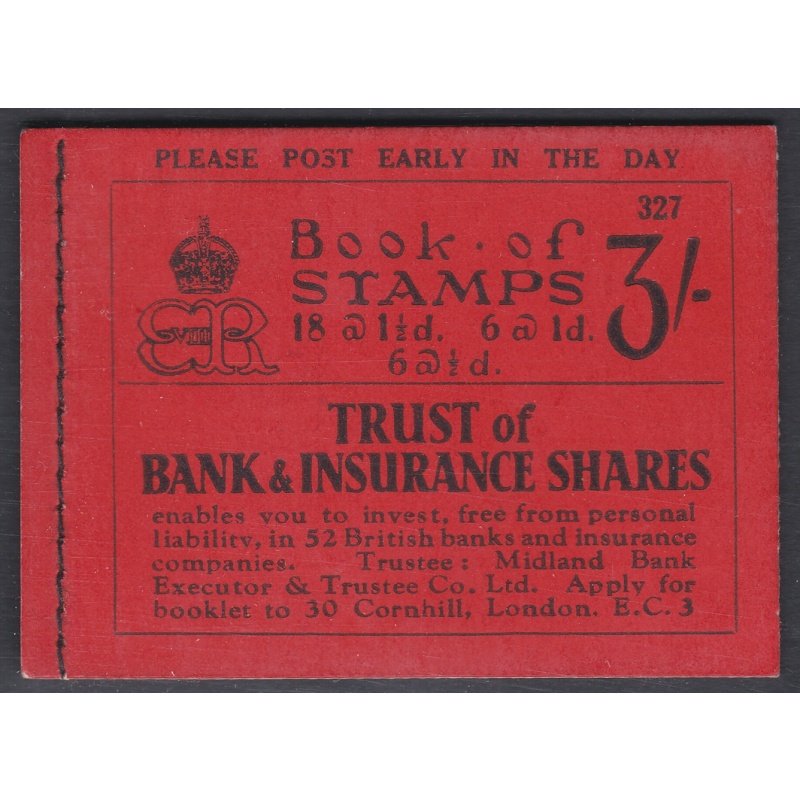 PLEASE POST EARLY IN THE DAY
327
Book · of
STAMPS
3/-
18 @ 1½d. 6 @ 1d.
6 @ ½d.
E VIII R
TRUST of
BANK & INSURANCE SHARES
enables you to invest, free from personal
liability, in 52 British banks and insurance
companies. Trustee: Midland Bank
Executor & Trustee Co. Ltd. Apply for
booklet to 30 Cornhill, London. E.C. 3